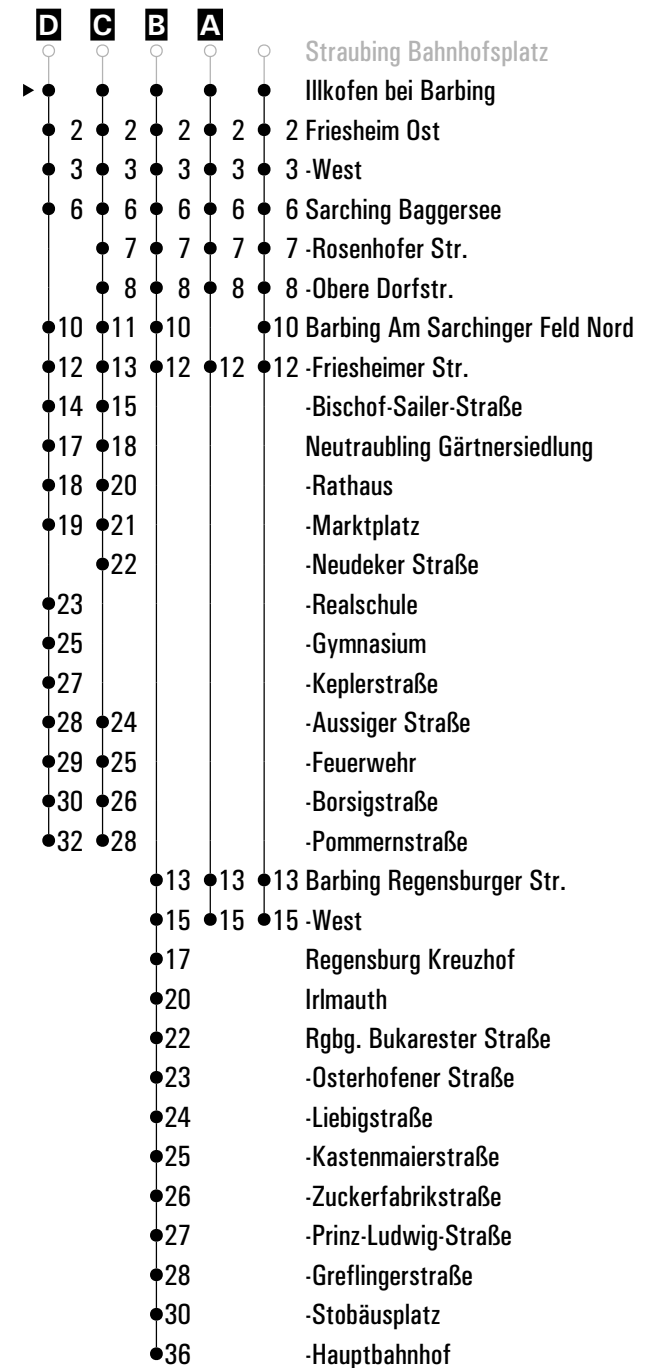 D C B A
Straubing Bahnhofsplatz
Illkofen bei Barbing
2 2 2 2 2 Friesheim Ost
3 3 3 3 3 -West
6 6 6 6 6 Sarching Baggersee
7 7 7 7 -Rosenhofer Str.
8 8 8 8 -Obere Dorfstr.
10 11 10 10 Barbing Am Sarchinger Feld Nord
12 13 12 12 12 -Friesheimer Str.
14 15 -Bischof-Sailer-Straße
17 18 Neutraubling Gärtnersiedlung
18 20 -Rathaus
19 21 -Marktplatz
22 -Neudeker Straße
23 -Realschule
25 -Gymnasium
27 -Keplerstraße
28 24 -Aussiger Straße
29 25 -Feuerwehr
30 26 -Borsigstraße
32 28 -Pommernstraße
13 13 13 Barbing Regensburger Str.
15 15 15 -West
17 Regensburg Kreuzhof
20 Irlmauth
22 Rgbg. Bukarester Straße
23 -Osterhofener Straße
24 -Liebigstraße
25 -Kastenmaierstraße
26 -Zuckerfabrikstraße
27 -Prinz-Ludwig-Straße
28 -Greflingerstraße
30 -Stobäusplatz
36 -Hauptbahnhof